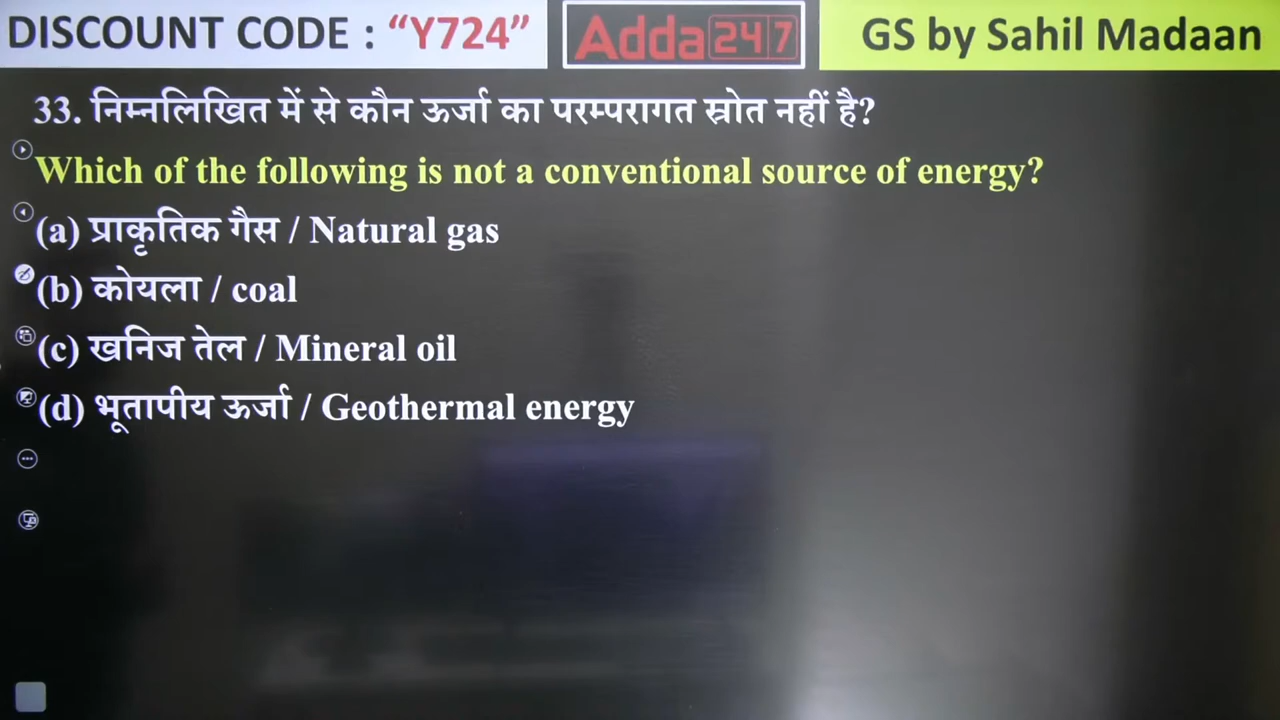 DISCOUNT CODE : “Y724”
Adda247
GS by Sahil Madaan
33. निम्नलिखित में से कौन ऊर्जा का परम्परागत स्रोत नहीं है?
Which of the following is not a conventional source of energy?
(a) प्राकृतिक गैस / Natural gas
(b) कोयला / coal
(c) खनिज तेल / Mineral oil
(d) भूतापीय ऊर्जा / Geothermal energy